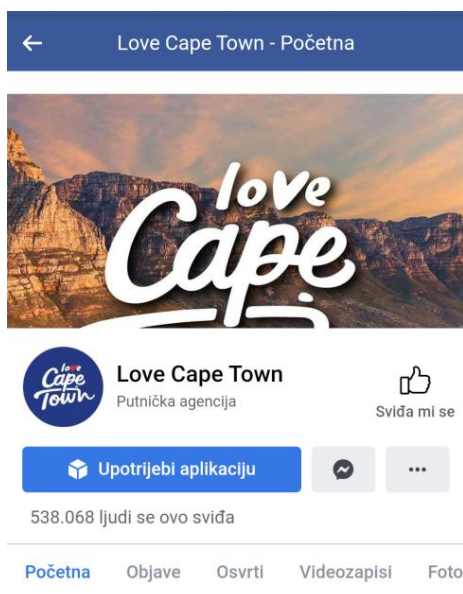 Love Cape Town - Početna
love
Cape
love
Cape
Town
Love Cape Town
Putnička agencija
Sviđa mi se
Upotrijebi aplikaciju
538.068 ljudi se ovo sviđa
Početna Objave Osvrti Videozapisi Foto